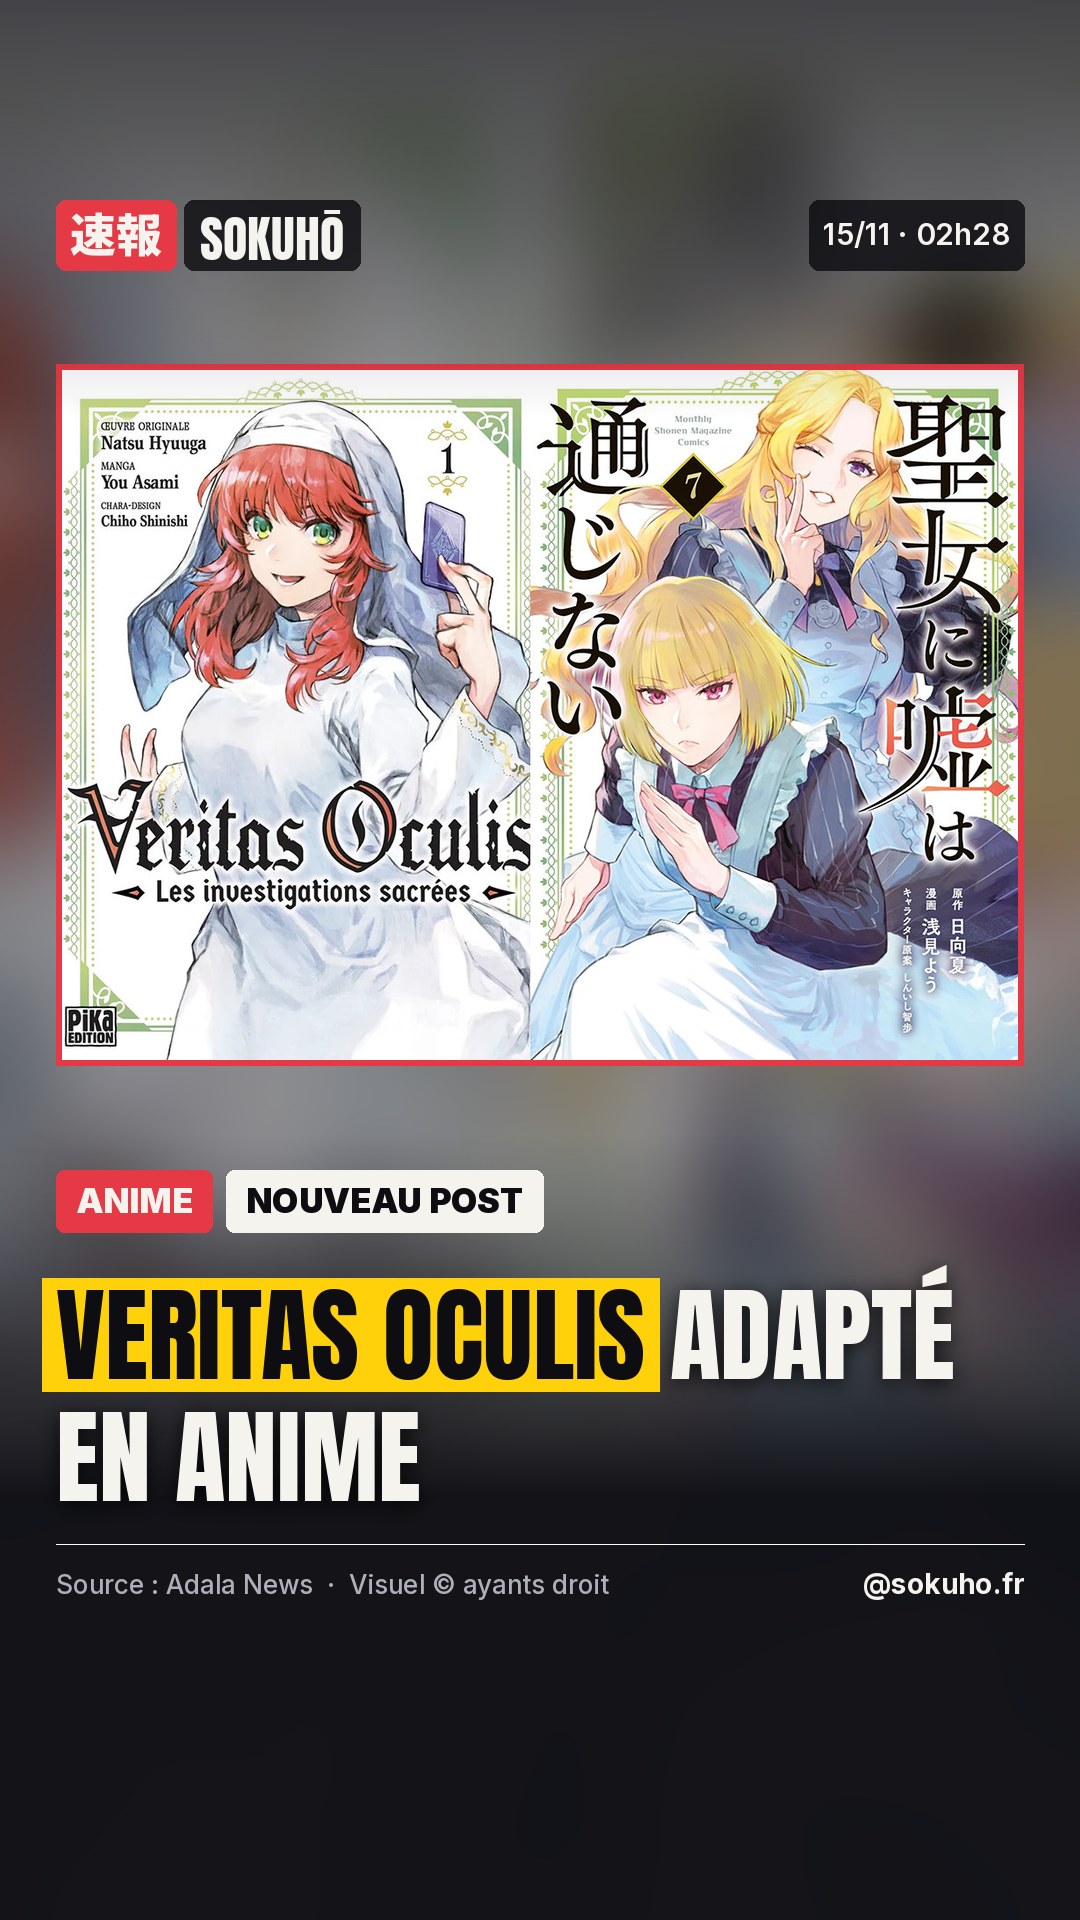 速報 SOKUHŌ
15/11 · 02h28
ŒUVRE ORIGINALE
Natsu Hyuuga
MANGA
You Asami
CHARA-DESIGN
Chiho Shinishi
1
Veritas Oculis
Les investigations sacrées
PiKa
EDITION
聖女に嘘は
通じない
Monthly
Shonen Magazine
Comics
7
原作 日向夏
漫画 浅見よう
キャラクター原案 しんいし智歩
ANIME
NOUVEAU POST
VERITAS OCULIS ADAPTÉ
EN ANIME
Source : Adala News · Visuel © ayants droit
@sokuho.fr